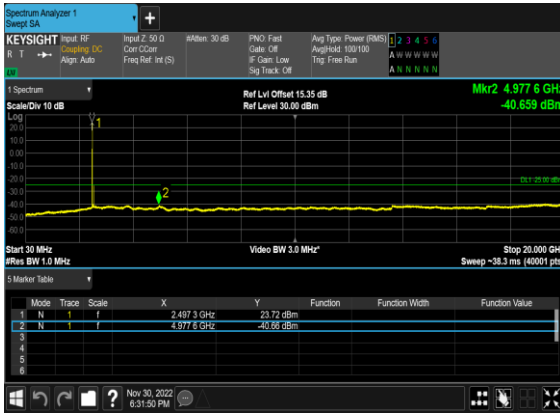 Spectrum Analyzer 1
Swept SA
+
KEYSIGHT Input: RF Input Z: 50 Ω #Atten: 30 dB PNO: Fast Avg Type: Power (RMS) 1 2 3 4 5 6
R T Coupling: DC Corr CCorr Gate: Off Avg|Hold: 100/100 A W W W W W
Align: Auto Freq Ref: Int (S) IF Gain: Low Trig: Free Run
Sig Track: Off A N N N N N
1 Spectrum
Ref Lvl Offset 15.35 dB Mkr2 4.977 6 GHz
Scale/Div 10 dB Ref Level 30.00 dBm -40.659 dBm
Log
20.0
10.0
0.00
-10.0
-20.0
DL1 -25.00 dBm
-30.0
-40.0
-50.0
-60.0
1
2
Start 30 MHz Video BW 3.0 MHz* Stop 20.000 GHz
#Res BW 1.0 MHz Sweep ~38.3 ms (40001 pts)
5 Marker Table
Mode Trace Scale X Y Function Function Width Function Value
1 N 1 f 2.497 3 GHz 23.72 dBm
2 N 1 f 4.977 6 GHz -40.66 dBm
3
4
5
6
? Nov 30, 2022
6:31:50 PM